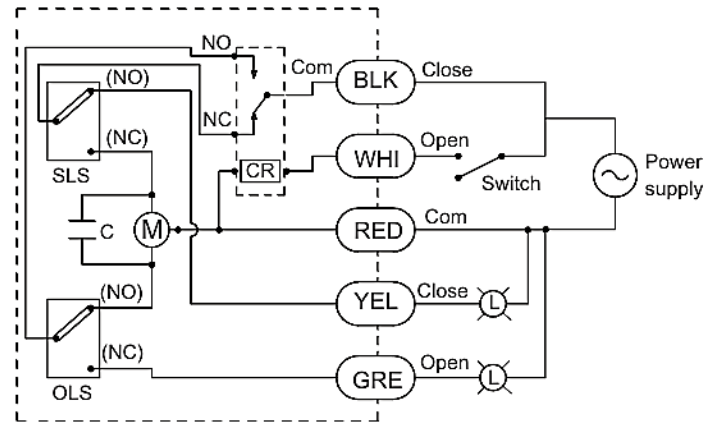 NO
Com
BLK
Close
(NO)
NC
(NC)
Open
WHI
CR
SLS
Switch
Power
supply
C
M
RED
Com
(NO)
YEL
Close
L
(NC)
GRE
Open
L
OLS